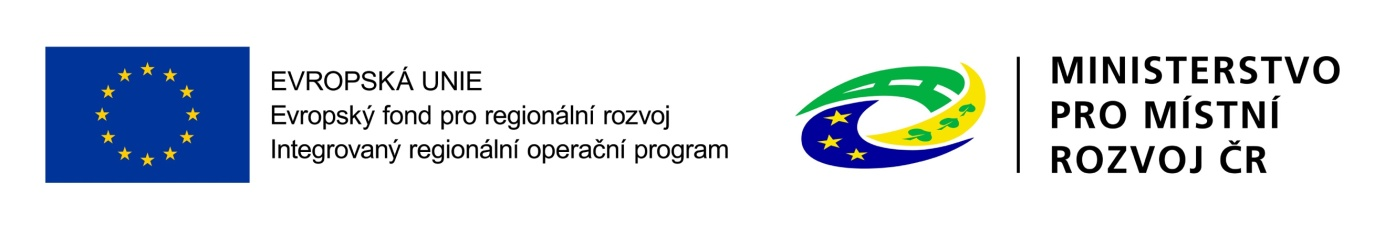 EVROPSKÁ UNIE
Evropský fond pro regionální rozvoj
Integrovaný regionální operační program
MINISTERSTVO
PRO MÍSTNÍ
ROZVOJ ČR